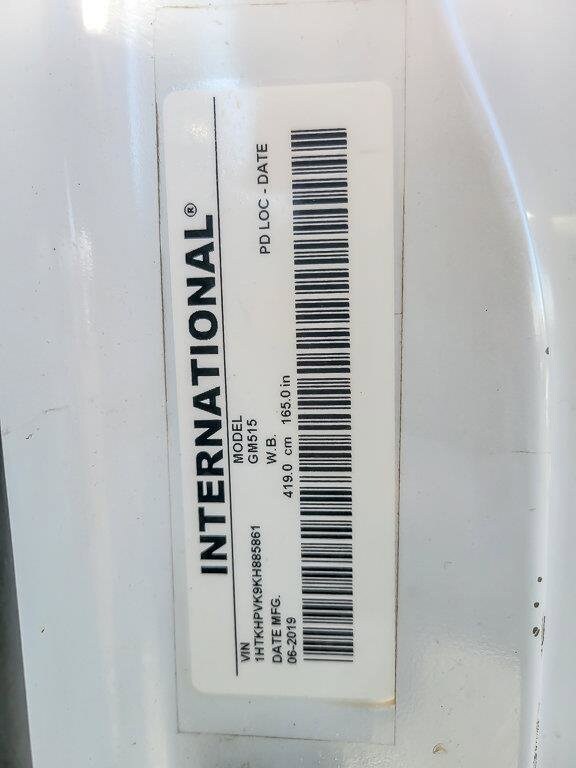 INTERNATIONAL®
VIN MODEL
1HTKHPVK9KH885861 GM515
DATE MFG. W.B. PD LOC - DATE
06-2019 419.0 cm 165.0 in